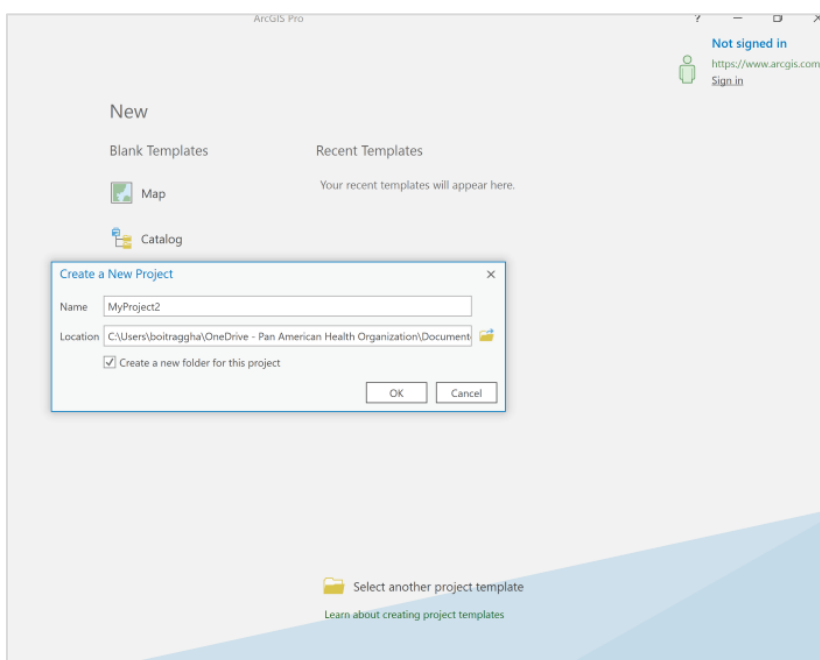 ArcGIS Pro
?
Not signed in
https://www.arcgis.com
Sign in
New
Blank Templates
Recent Templates
Map
Your recent templates will appear here.
Catalog
Create a New Project
Name MyProject2
Location C:\Users\boitraggha\OneDrive - Pan American Health Organization\Document
Create a new folder for this project
OK Cancel
Select another project template
Learn about creating project templates